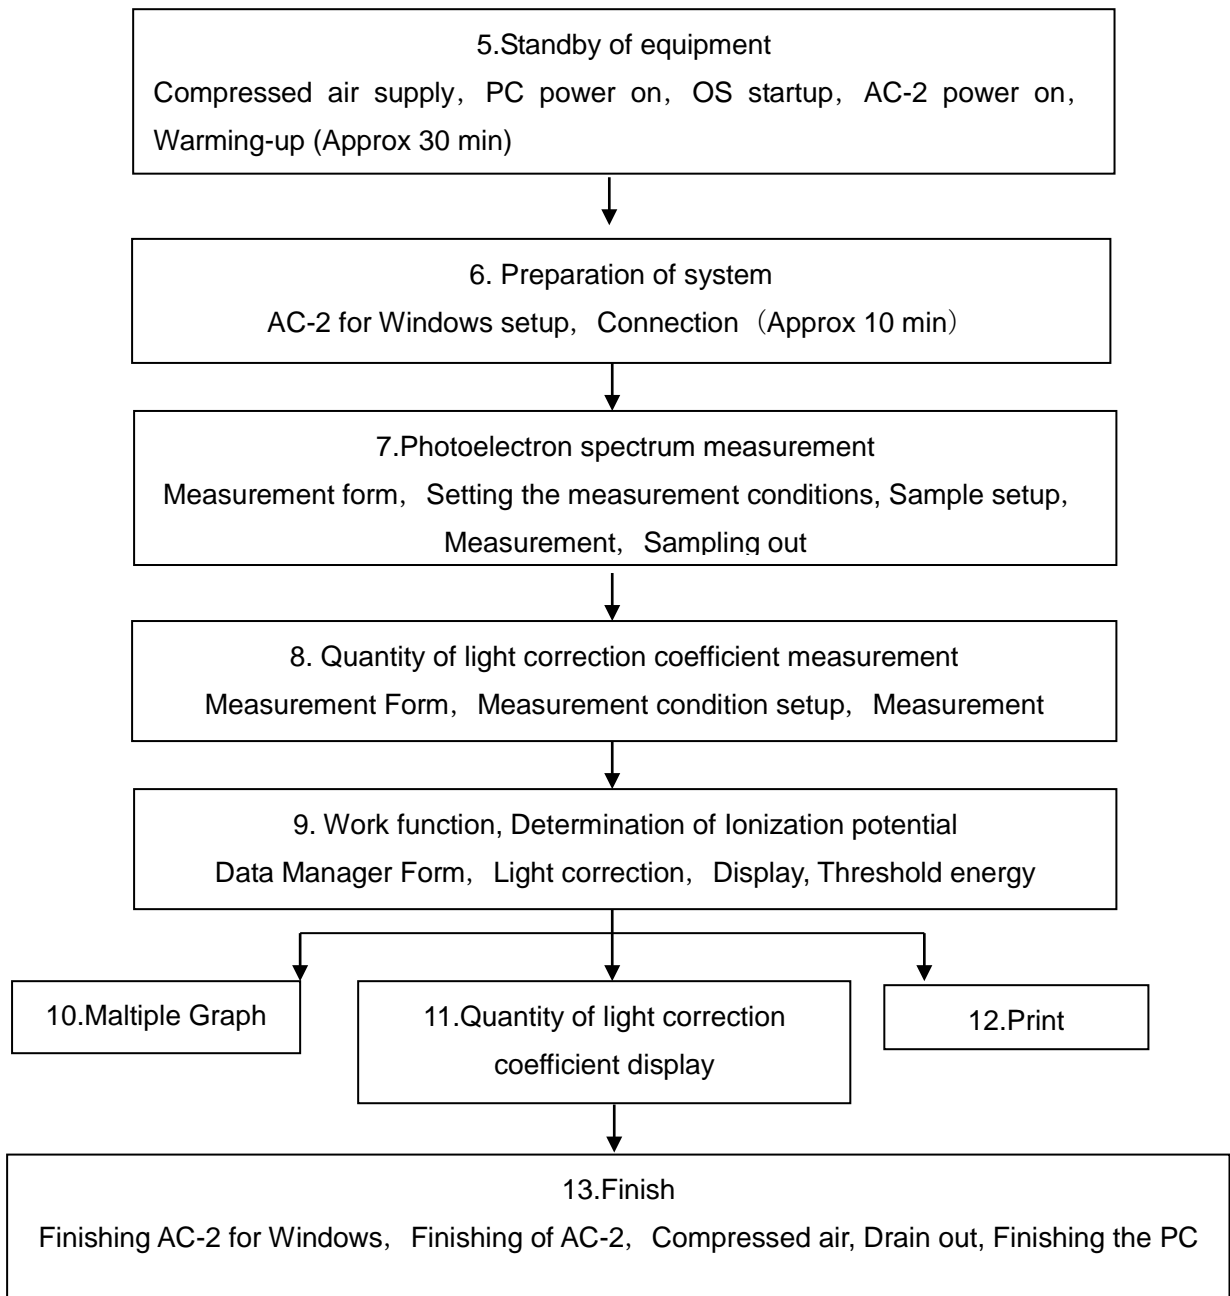 5.Standby of equipment
Compressed air supply，PC power on，OS startup，AC-2 power on，
Warming-up (Approx 30 min)
6. Preparation of system
AC-2 for Windows setup，Connection（Approx 10 min）
7.Photoelectron spectrum measurement
Measurement form，Setting the measurement conditions, Sample setup，
Measurement，Sampling out
8. Quantity of light correction coefficient measurement
Measurement Form，Measurement condition setup，Measurement
9. Work function, Determination of Ionization potential
Data Manager Form，Light correction，Display, Threshold energy
10.Maltiple Graph
11.Quantity of light correction
coefficient display
12.Print
13.Finish
Finishing AC-2 for Windows，Finishing of AC-2，Compressed air, Drain out, Finishing the PC